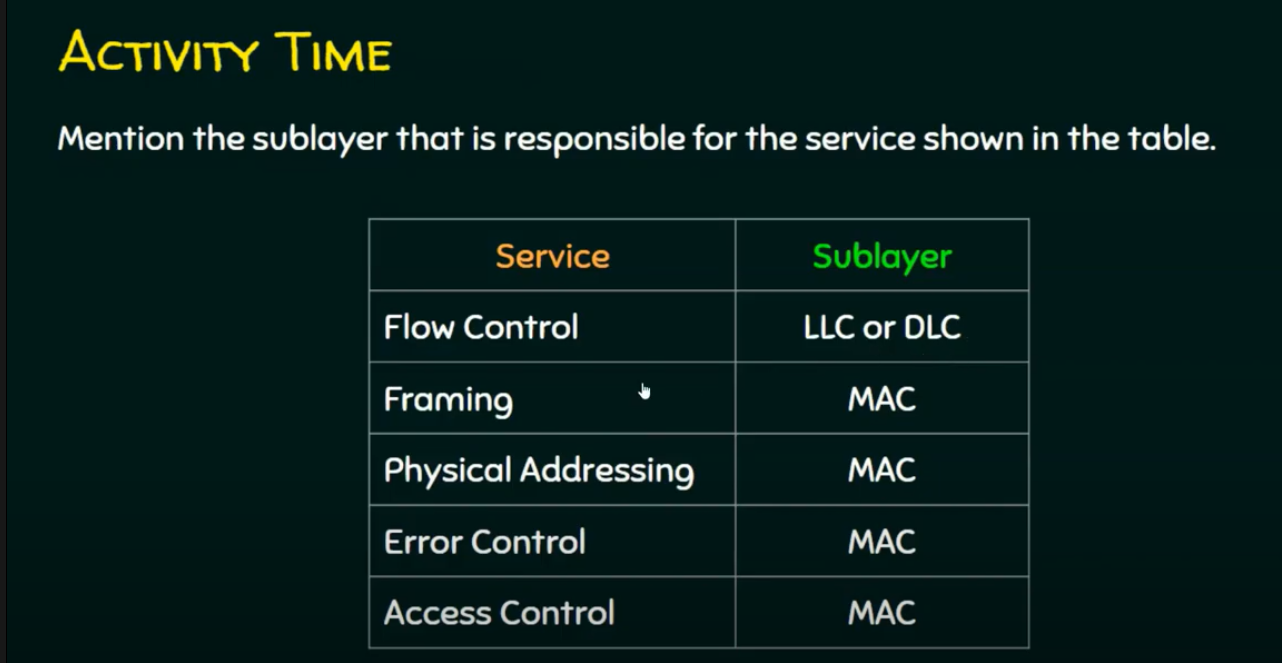 Activity Time
Mention the sublayer that is responsible for the service shown in the table.
Service Sublayer
Flow Control LLC or DLC
Framing MAC
Physical Addressing MAC
Error Control MAC
Access Control MAC